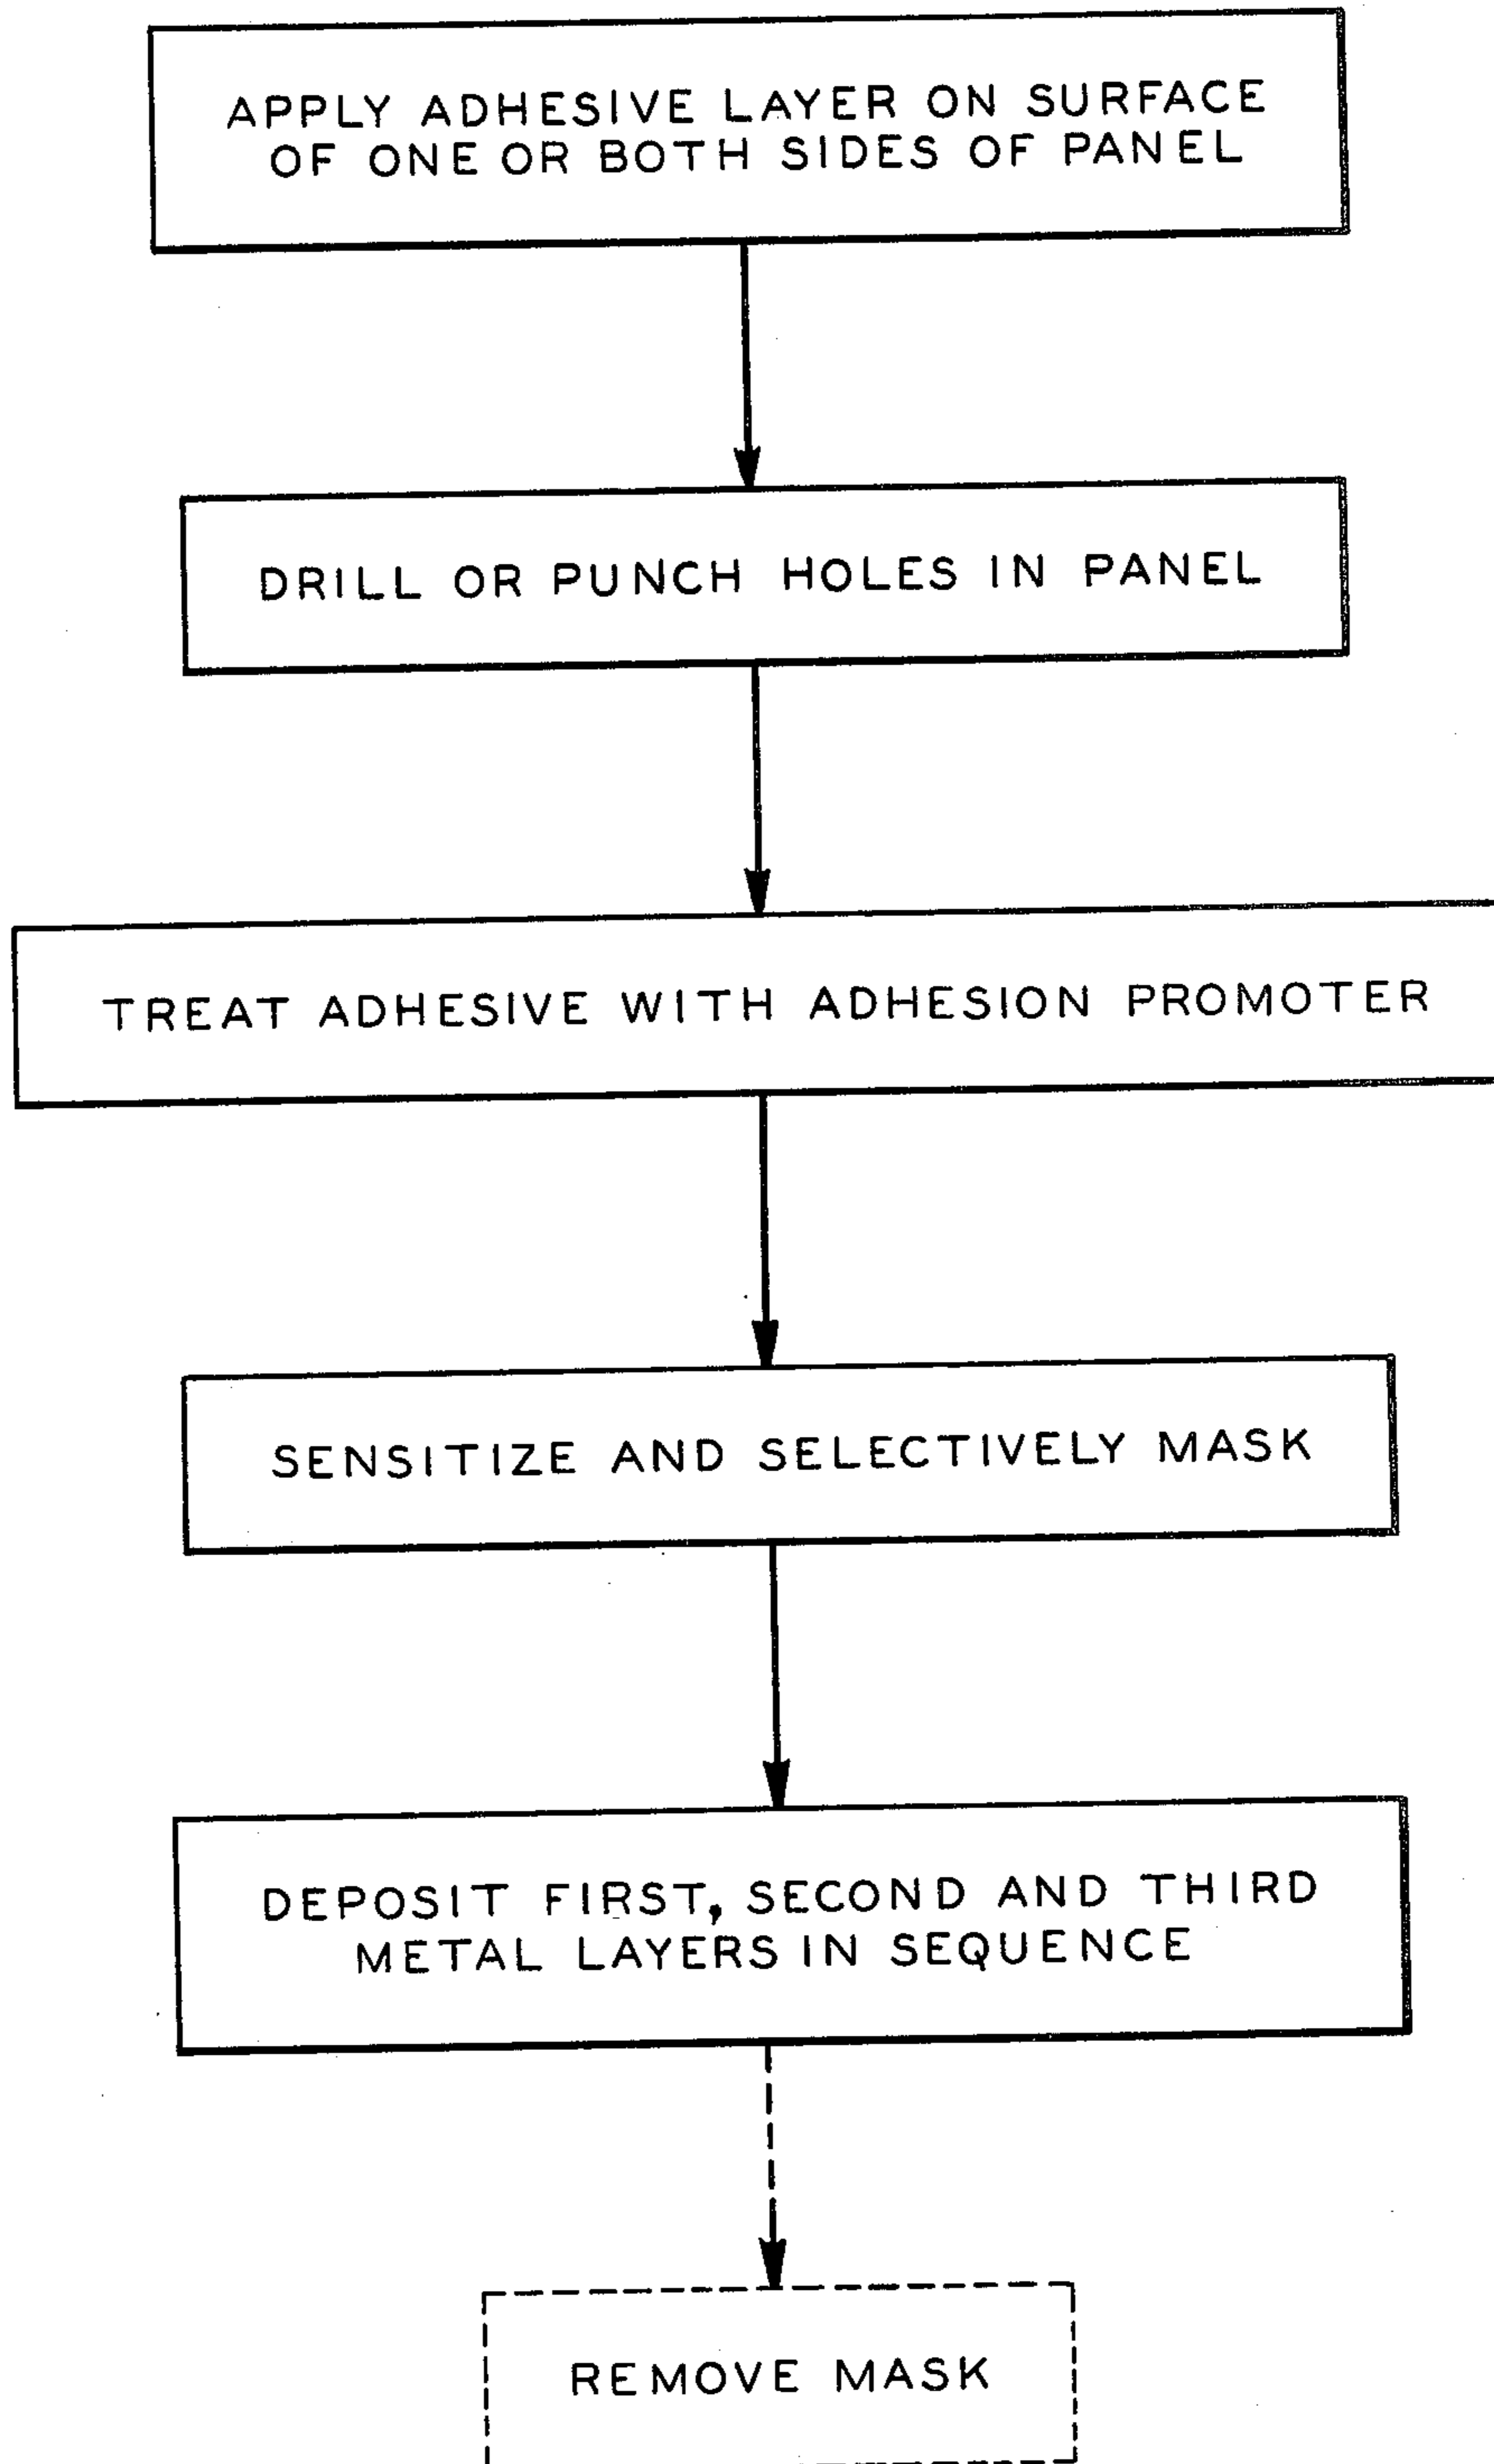 APPLY ADHESIVE LAYER ON SURFACE
OF ONE OR BOTH SIDES OF PANEL
DRILL OR PUNCH HOLES IN PANEL
TREAT ADHESIVE WITH ADHESION PROMOTER
SENSITIZE AND SELECTIVELY MASK
DEPOSIT FIRST, SECOND AND THIRD
METAL LAYERS IN SEQUENCE
REMOVE MASK